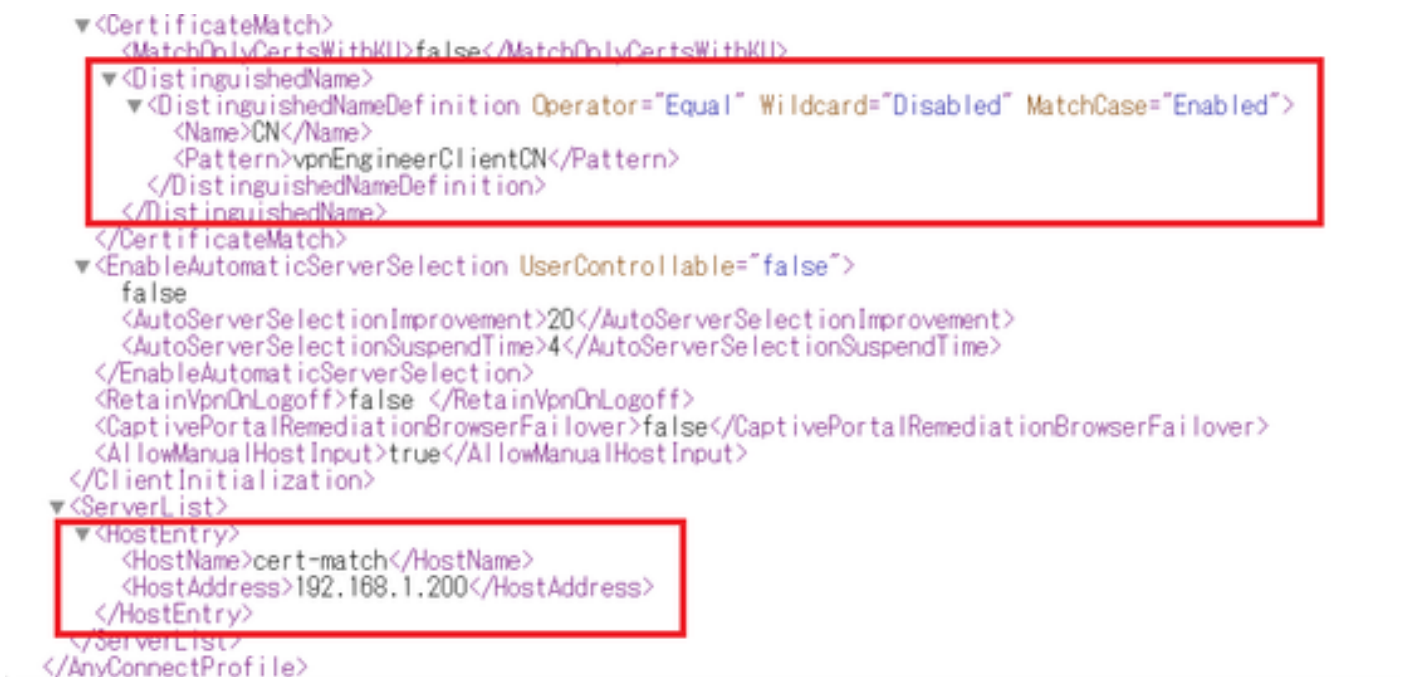 ▼<CertificateMatch>
<MatchOnlyCertsWithKU>false</MatchOnlyCertsWithKU>
▼<DistinguishedName>
▼<DistinguishedNameDefinition Operator="Equal" Wildcard="Disabled" MatchCase="Enabled">
<Name>CN</Name>
<Pattern>vpnEngineerClientCN</Pattern>
</DistinguishedNameDefinition>
</DistinguishedName>
</CertificateMatch>
▼<EnableAutomaticServerSelection UserControllable="false">
false
<AutoServerSelectionImprovement>20</AutoServerSelectionImprovement>
<AutoServerSelectionSuspendTime>4</AutoServerSelectionSuspendTime>
</EnableAutomaticServerSelection>
<RetainVpnOnLogoff>false </RetainVpnOnLogoff>
<CaptivePortalRemediationBrowserFailover>false</CaptivePortalRemediationBrowserFailover>
<AllowManualHostInput>true</AllowManualHostInput>
</ClientInitialization>
▼<ServerList>
▼<HostEntry>
<HostName>cert-match</HostName>
<HostAddress>192.168.1.200</HostAddress>
</HostEntry>
</ServerList>
</AnyConnectProfile>